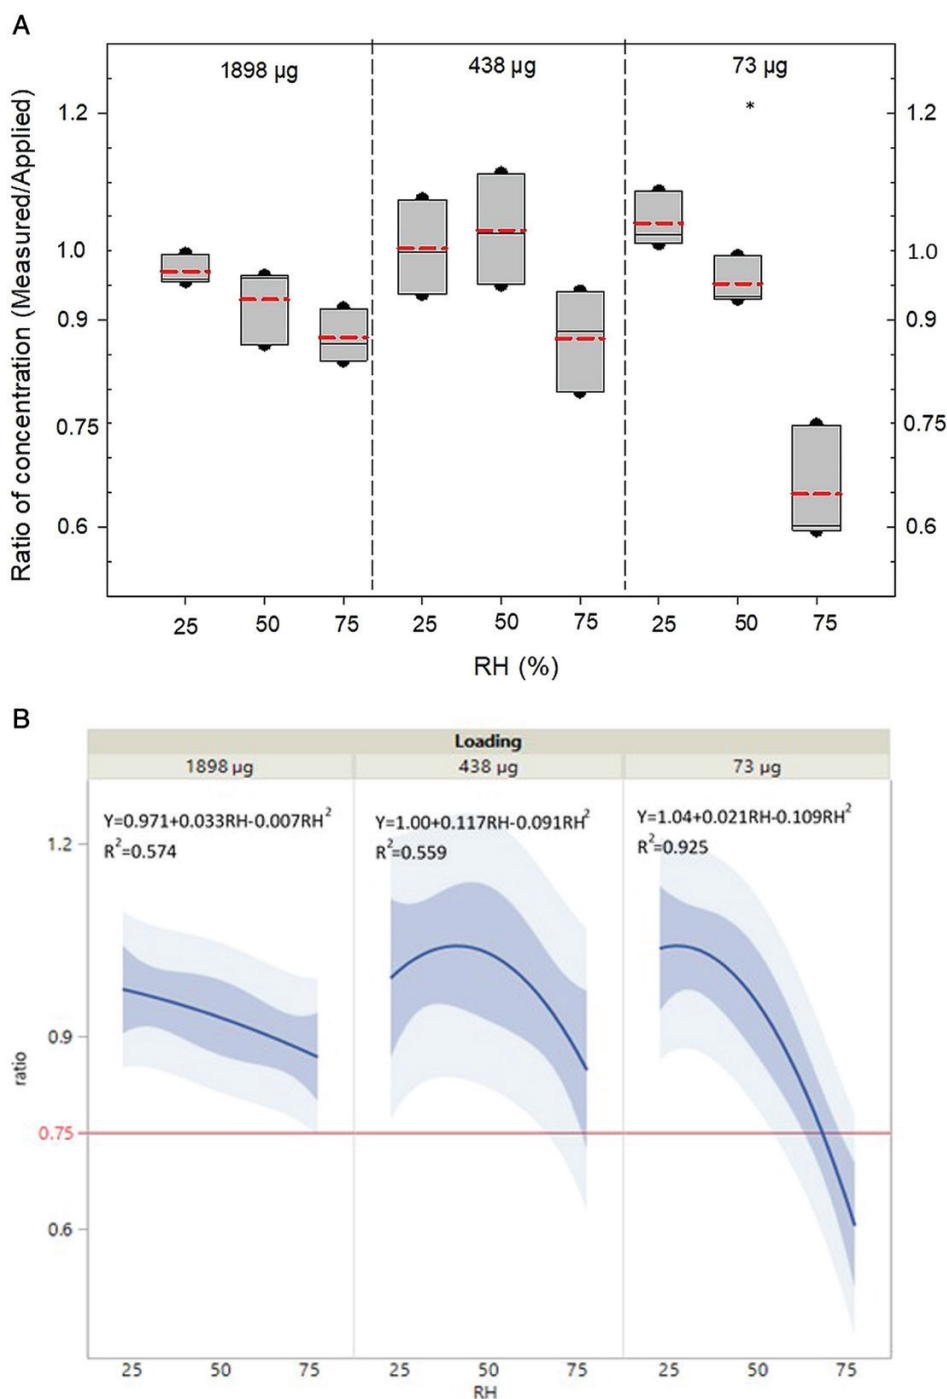 A
Ratio of concentration (Measured/Applied)
1898 µg 438 µg 73 µg
*
1.2 1.2
1.0 1.0
0.9 0.9
0.75 0.75
0.6 0.6
25 50 75 25 50 75 25 50 75
RH (%)
B
Loading
1898 µg 438 µg 73 µg
Y=0.971+0.033RH-0.007RH²
R²=0.574
Y=1.00+0.117RH-0.091RH²
R²=0.559
Y=1.04+0.021RH-0.109RH²
R²=0.925
ratio
1.2
0.9
0.75
0.6
25 50 75 25 50 75 25 50 75
RH